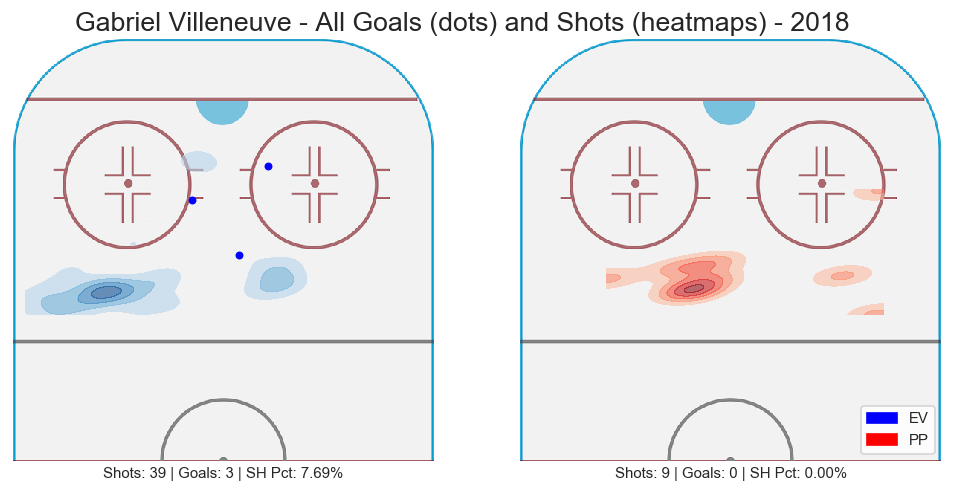 Gabriel Villeneuve - All Goals (dots) and Shots (heatmaps) - 2018
EV
PP
Shots: 39 | Goals: 3 | SH Pct: 7.69%
Shots: 9 | Goals: 0 | SH Pct: 0.00%